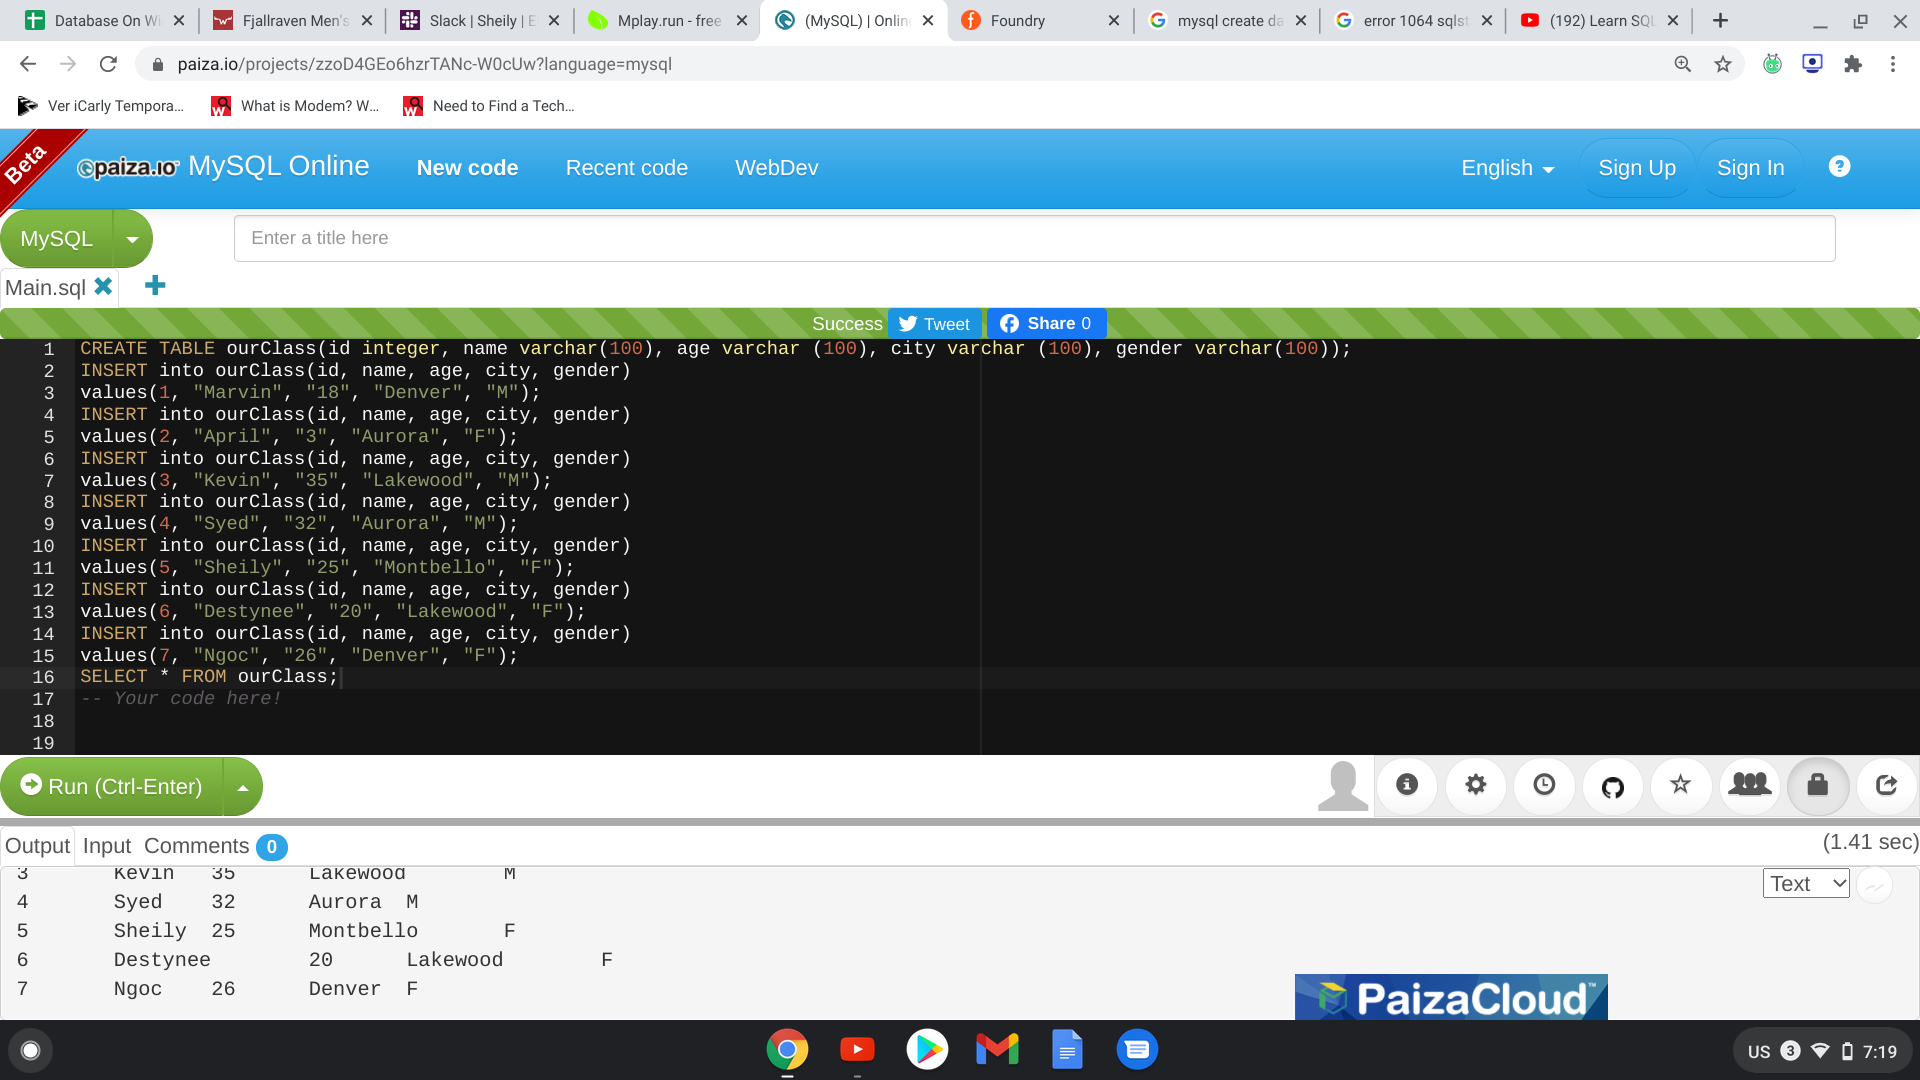 Database On Wi
Fjallraven Men's
Slack | Sheily | E
Mplay.run - free
(MySQL) | Online
Foundry
mysql create da
error 1064 sqlst
(192) Learn SQL
paiza.io/projects/zzoD4GEo6hzrTANc-W0cUw?language=mysql
Ver iCarly Tempora...
What is Modem? W...
Need to Find a Tech...
Beta
paiza.io MySQL Online
New code
Recent code
WebDev
English
Sign Up
Sign In
MySQL
Enter a title here
Main.sql
Success
Tweet
Share 0
1 CREATE TABLE ourClass(id integer, name varchar(100), age varchar (100), city varchar (100), gender varchar(100));
2 INSERT into ourClass(id, name, age, city, gender)
3 values(1, "Marvin", "18", "Denver", "M");
4 INSERT into ourClass(id, name, age, city, gender)
5 values(2, "April", "3", "Aurora", "F");
6 INSERT into ourClass(id, name, age, city, gender)
7 values(3, "Kevin", "35", "Lakewood", "M");
8 INSERT into ourClass(id, name, age, city, gender)
9 values(4, "Syed", "32", "Aurora", "M");
10 INSERT into ourClass(id, name, age, city, gender)
11 values(5, "Sheily", "25", "Montbello", "F");
12 INSERT into ourClass(id, name, age, city, gender)
13 values(6, "Destynee", "20", "Lakewood", "F");
14 INSERT into ourClass(id, name, age, city, gender)
15 values(7, "Ngoc", "26", "Denver", "F");
16 SELECT * FROM ourClass;
17 -- Your code here!
18
19
Run (Ctrl-Enter)
Output
Input
Comments 0
(1.41 sec)
3 Kevin 35 Lakewood M
Text
4 Syed 32 Aurora M
5 Sheily 25 Montbello F
6 Destynee 20 Lakewood F
7 Ngoc 26 Denver F
PaizaCloud™
US 3 7:19